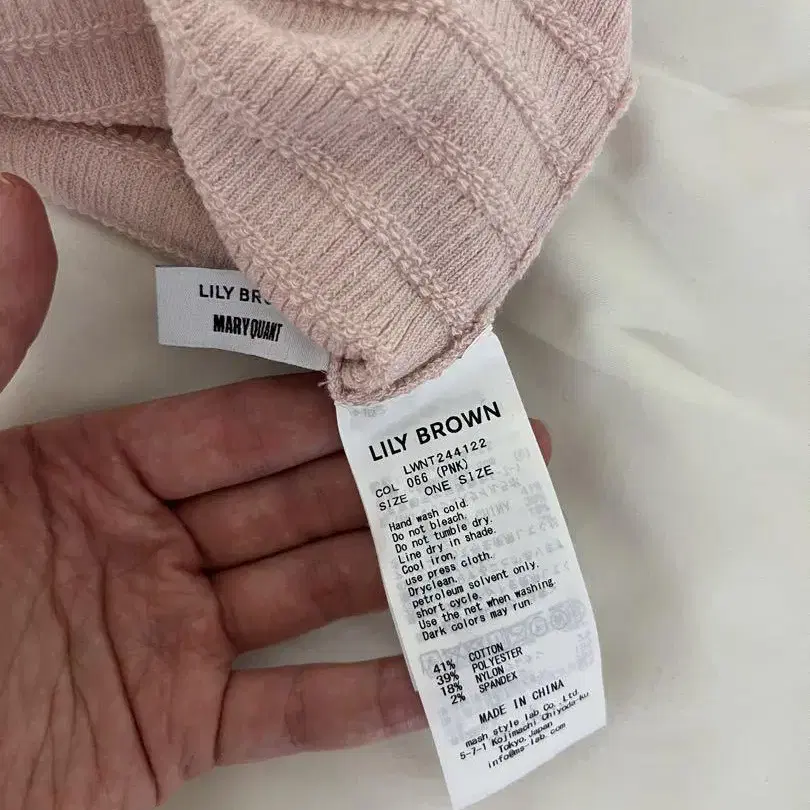 LILY BR
MARY QUANT
LILY BROWN
LWNT244122
COL 066 (PNK)
SIZE ONE SIZE
Hand wash cold.
Do not bleach.
Do not tumble dry.
Line dry in shade.
Cool iron,
use press cloth.
Dryclean,
petroleum solvent only,
short cycle.
Use the net when washing.
Dark colors may run.
41% COTTON
39% POLYESTER
18% NYLON
2% SPANDEX
MADE IN CHINA
mash style lab Co., Ltd.
5-7-1 Kojimachi Chiyoda-ku
Tokyo, Japan
info@ms-lab.com